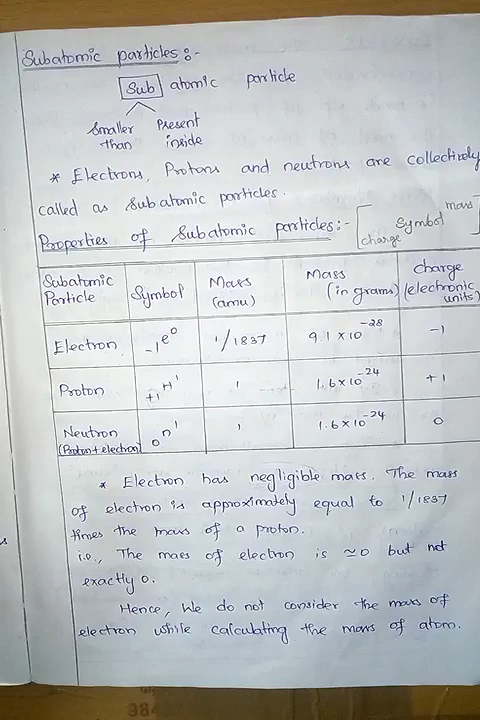 Subatomic particles :-
Sub atomic particle
Smaller than Present inside
* Electrons, Protons and neutrons are collectively
called as subatomic particles.
Properties of Subatomic particles:- [charge Symbol mass]
Subatomic Particle Symbol Mass (amu) Mass (in grams) Charge (electronic units)
Electron -1e0 1/1837 9.1 x 10-28 -1
Proton +1H1 1 1.6 x 10-24 +1
Neutron (Proton + electron) 0n1 1 1.6 x 10-24 0
* Electron has negligible mass. The mass
of electron is approximately equal to 1/1837
times the mass of a proton.
i.e., The mass of electron is ≃0 but not
exactly 0.
Hence, We do not consider the mass of
electron while calculating the mass of atom.
984